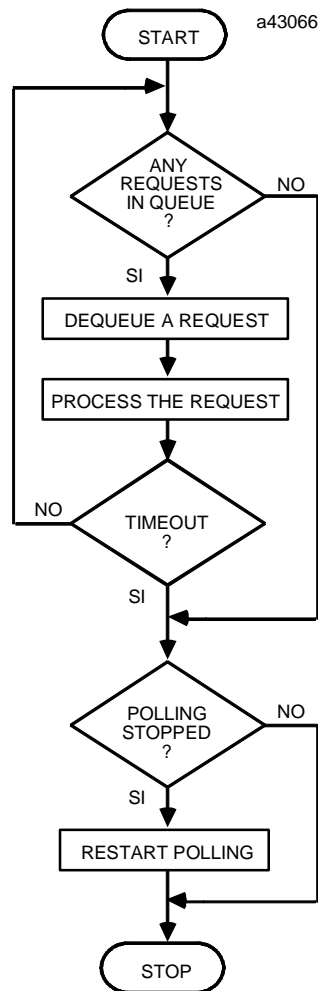 START
a43066
ANY
REQUESTS
IN QUEUE
?
NO
SI
DEQUEUE A REQUEST
PROCESS THE REQUEST
NO
TIMEOUT
?
SI
POLLING
STOPPED
?
NO
SI
RESTART POLLING
STOP